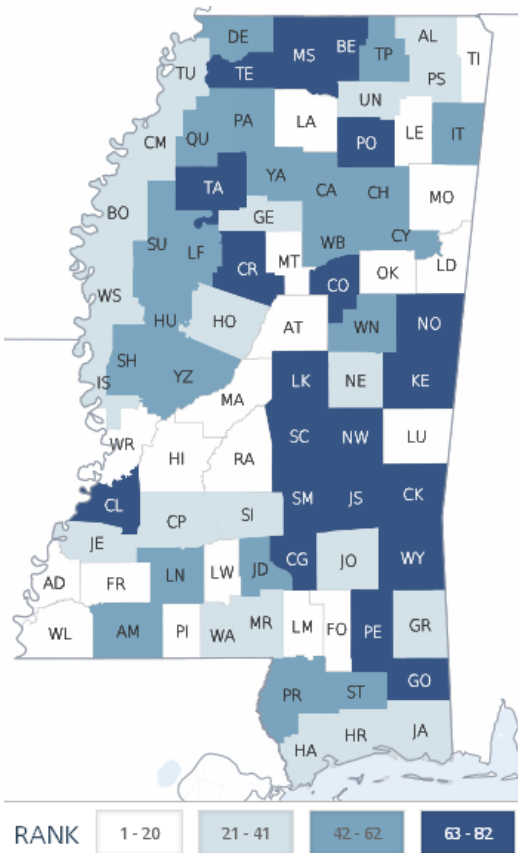 DE
MS
BE
TP
AL
TI
TU
TE
PS
UN
CM
QU
PA
LA
PO
LE
IT
TA
YA
CA
CH
MO
BO
GE
SU
LF
WB
CY
CR
MT
OK
LD
CO
WS
HU
HO
AT
WN
NO
SH
IS
YZ
LK
NE
KE
MA
WR
SC
NW
LU
HI
RA
CL
SM
JS
CK
CP
SI
JE
CG
JO
WY
AD
FR
LN
LW
JD
WL
AM
PI
WA
MR
LM
FO
PE
GR
GO
PR
ST
HA
HR
JA
RANK 1 - 20 21 - 41 42 - 62 63 - 82